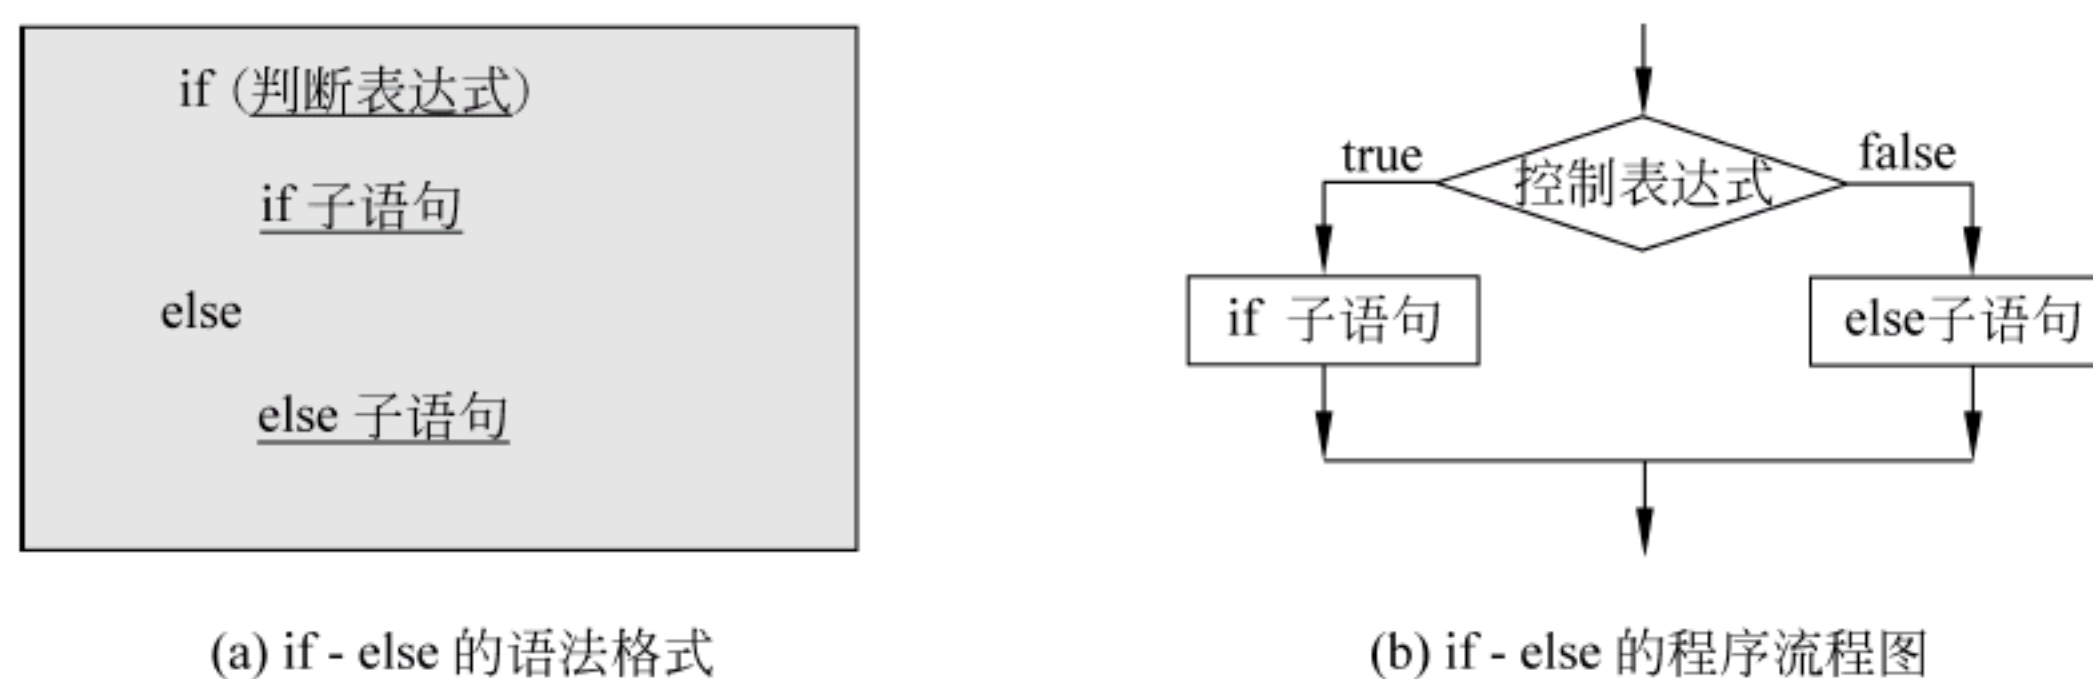 if (判断表达式)
if 子语句
else
else 子语句
(a) if - else 的语法格式
true
false
控制表达式
if 子语句
else子语句
(b) if - else 的程序流程图